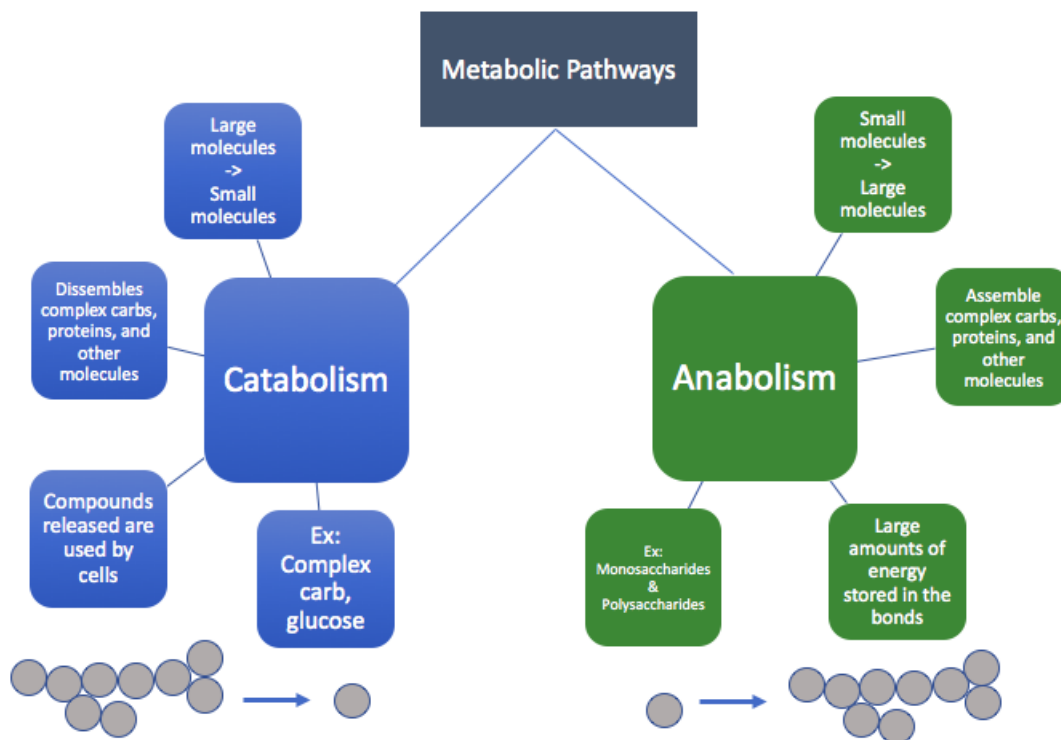 Metabolic Pathways
Large
molecules
->
Small
molecules
Dissembles
complex carbs,
proteins, and
other
molecules
Catabolism
Compounds
released are
used by
cells
Ex:
Complex
carb,
glucose
Small
molecules
->
Large
molecules
Anabolism
Assemble
complex carbs,
proteins, and
other
molecules
Ex:
Monosaccharides
&
Polysaccharides
Large
amounts of
energy
stored in the
bonds